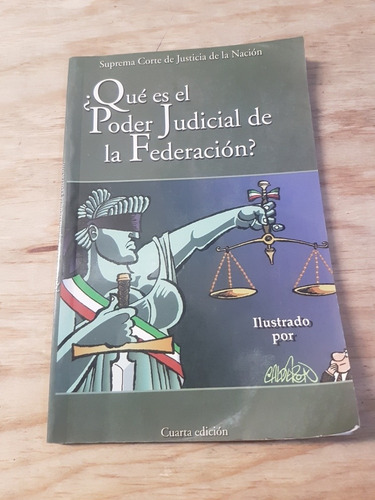 Suprema Corte de Justicia de la Nación
¿Qué es el
Poder Judicial de
la Federación?
Ilustrado
por
CALDERÓN
Cuarta edición